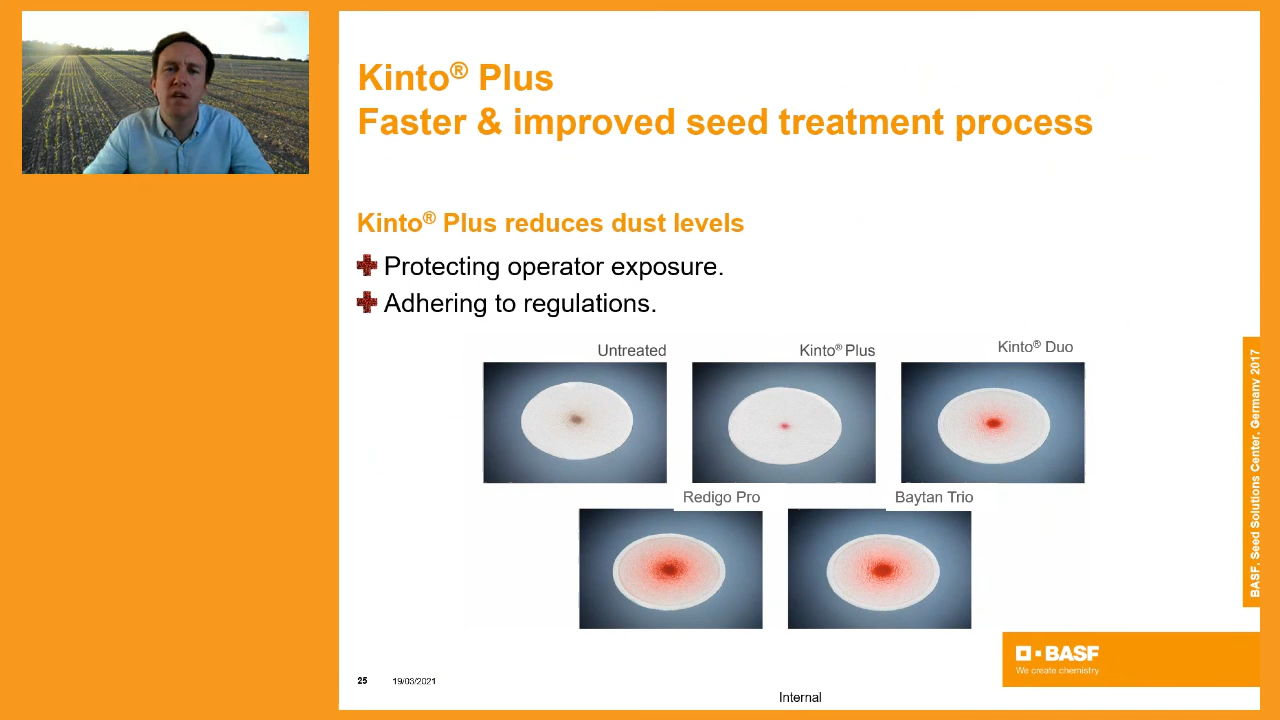 Kinto® Plus
Faster & improved seed treatment process
Kinto® Plus reduces dust levels
Protecting operator exposure.
Adhering to regulations.
Untreated
Kinto® Plus
Kinto® Duo
Redigo Pro
Baytan Trio
BASF, Seed Solutions Center, Germany 2017
BASF
We create chemistry
25
19/03/2021
Internal